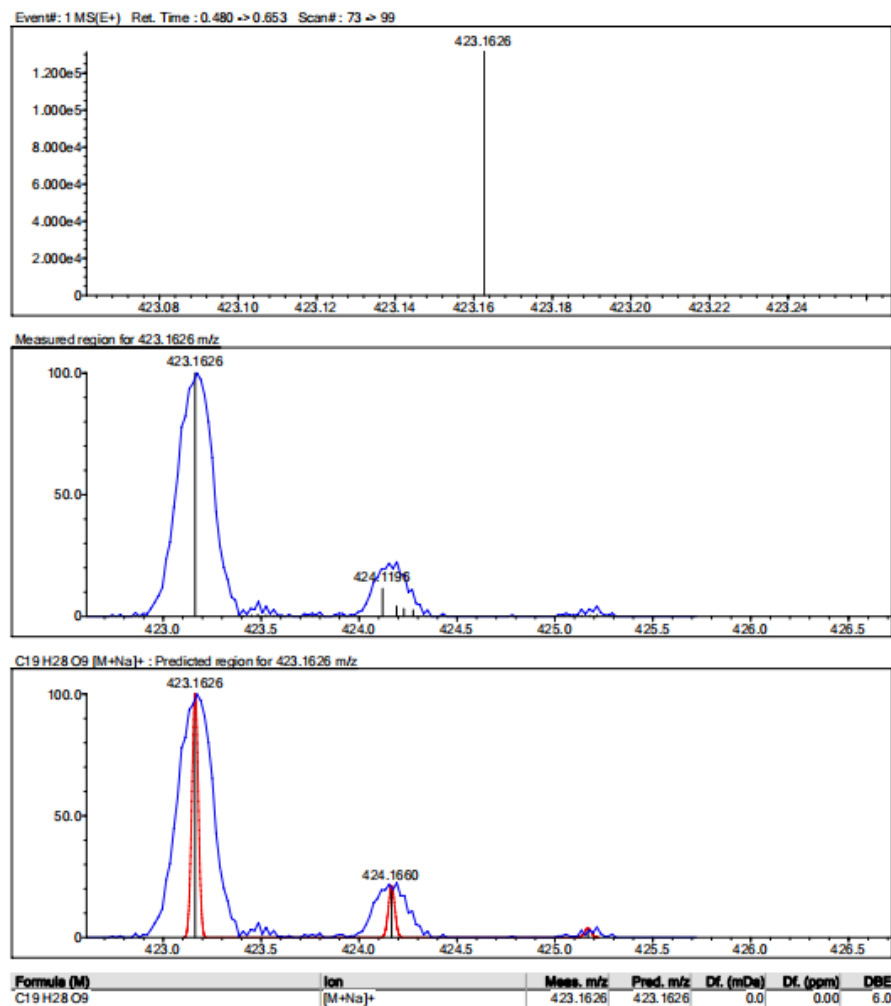 Event#: 1 MS(E+) Ret. Time : 0.480 -> 0.653 Scan# : 73 -> 99
423.1626
1.200e5
1.000e5
8.000e4
6.000e4
4.000e4
2.000e4
0
423.08 423.10 423.12 423.14 423.16 423.18 423.20 423.22 423.24
Measured region for 423.1626 m/z
423.1626
100.0
50.0
424.1196
0
423.0 423.5 424.0 424.5 425.0 425.5 426.0 426.5
C19 H28 O9 [M+Na]+ : Predicted region for 423.1626 m/z
423.1626
100.0
50.0
424.1660
0
423.0 423.5 424.0 424.5 425.0 425.5 426.0 426.5
Formula (M) Ion Meas. m/z Pred. m/z Df. (mDa) Df. (ppm) DBE
C19 H28 O9 [M+Na]+ 423.1626 423.1626 0.0 0.00 6.0